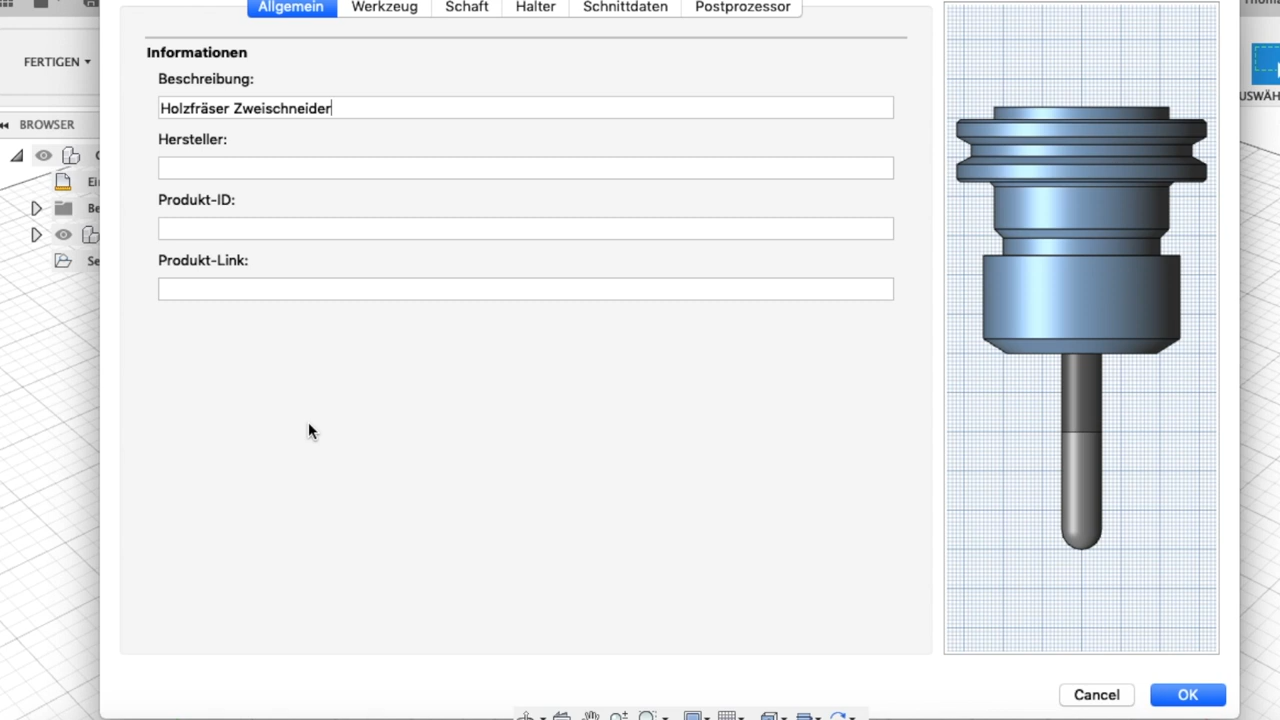 Allgemein Werkzeug Schaft Halter Schnittdaten Postprozessor
FERTIGEN
BROWSER
Informationen
Beschreibung:
Holzfräser Zweischneider
Hersteller:
Produkt-ID:
Produkt-Link:
Cancel OK